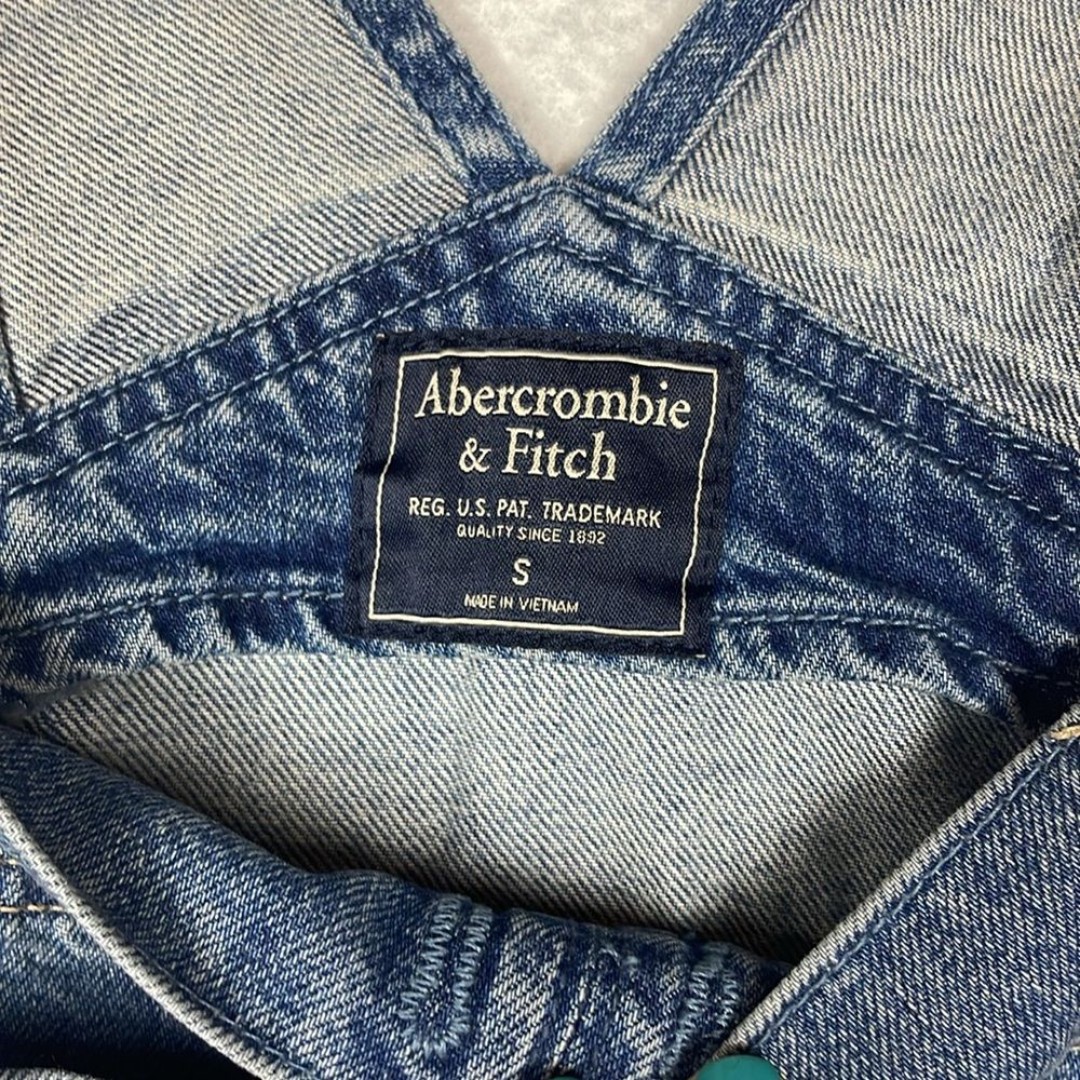 Abercrombie
& Fitch
REG. U.S. PAT. TRADEMARK
QUALITY SINCE 1892
S
MADE IN VIETNAM